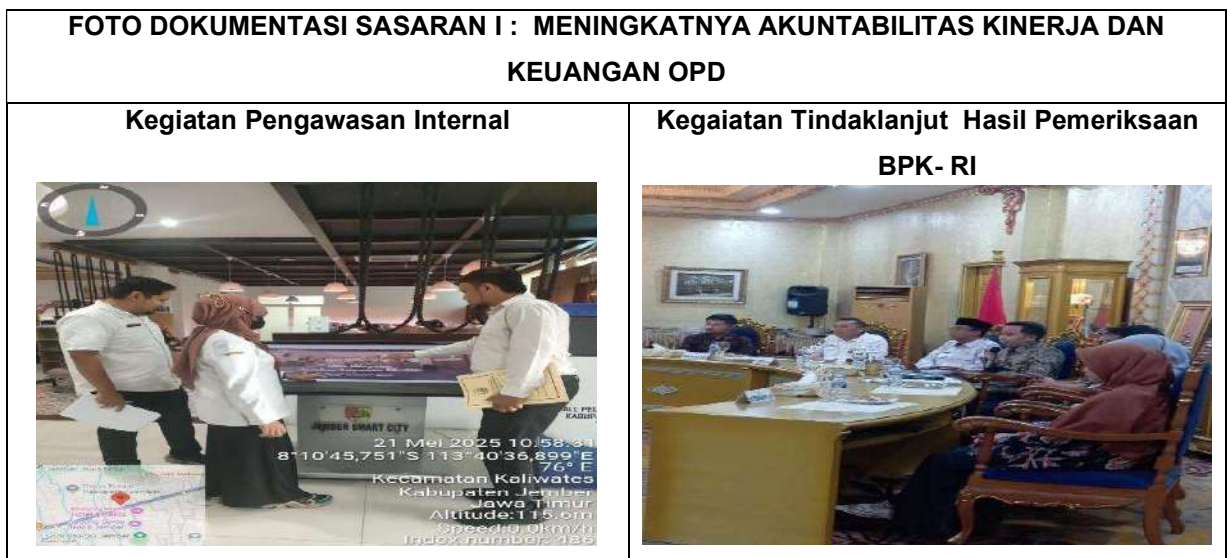 FOTO DOKUMENTASI SASARAN I : MENINGKATNYA AKUNTABILITAS KINERJA DAN
KEUANGAN OPD
Kegiatan Pengawasan Internal
Kegaiatan Tindaklanjut Hasil Pemeriksaan
BPK- RI
JEMBER SMART CITY
21 Mei 2025 10.58.31
8°10'45,751"S 113°40'36,899"E
76° E
Kecamatan Kaliwates
Kabupaten Jember
Jawa Timur
Altitude:115.6m
Speed:0.0km/h
Index number: 486